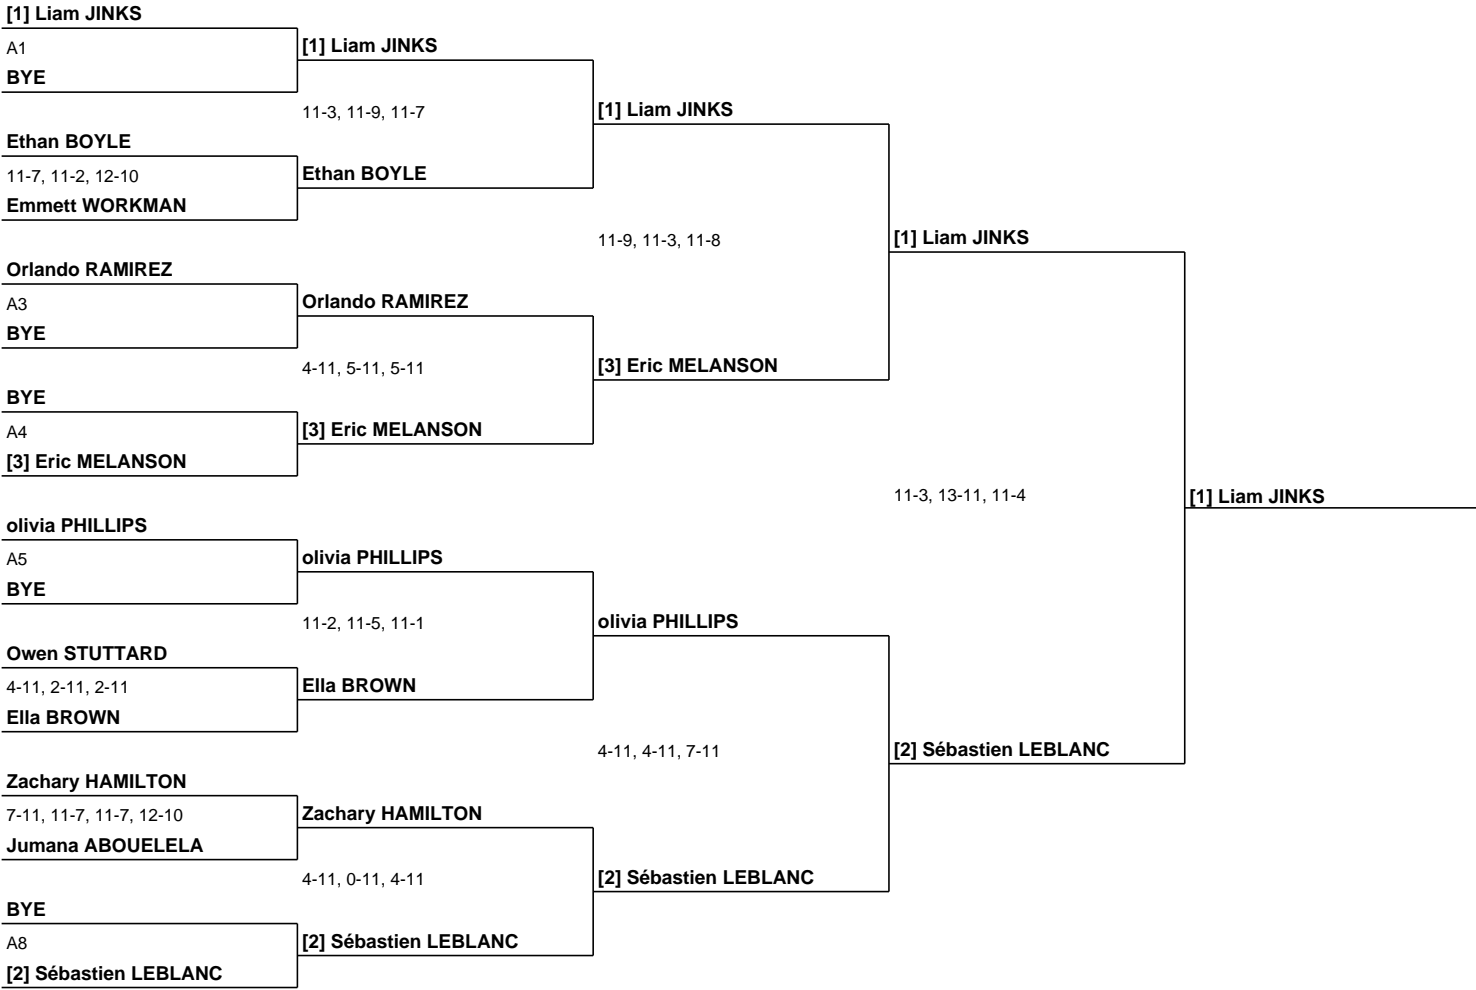 [1] Liam JINKS
A1
BYE
Ethan BOYLE
11-7, 11-2, 12-10
Emmett WORKMAN
Orlando RAMIREZ
A3
BYE
BYE
A4
[3] Eric MELANSON
olivia PHILLIPS
A5
BYE
Owen STUTTARD
4-11, 2-11, 2-11
Ella BROWN
Zachary HAMILTON
7-11, 11-7, 11-7, 12-10
Jumana ABOUELELA
BYE
A8
[2] Sébastien LEBLANC
[1] Liam JINKS
11-3, 11-9, 11-7
Ethan BOYLE
Orlando RAMIREZ
4-11, 5-11, 5-11
[3] Eric MELANSON
olivia PHILLIPS
11-2, 11-5, 11-1
Ella BROWN
Zachary HAMILTON
4-11, 0-11, 4-11
[2] Sébastien LEBLANC
[1] Liam JINKS
11-9, 11-3, 11-8
[3] Eric MELANSON
olivia PHILLIPS
4-11, 4-11, 7-11
[2] Sébastien LEBLANC
[1] Liam JINKS
11-3, 13-11, 11-4
[2] Sébastien LEBLANC
[1] Liam JINKS